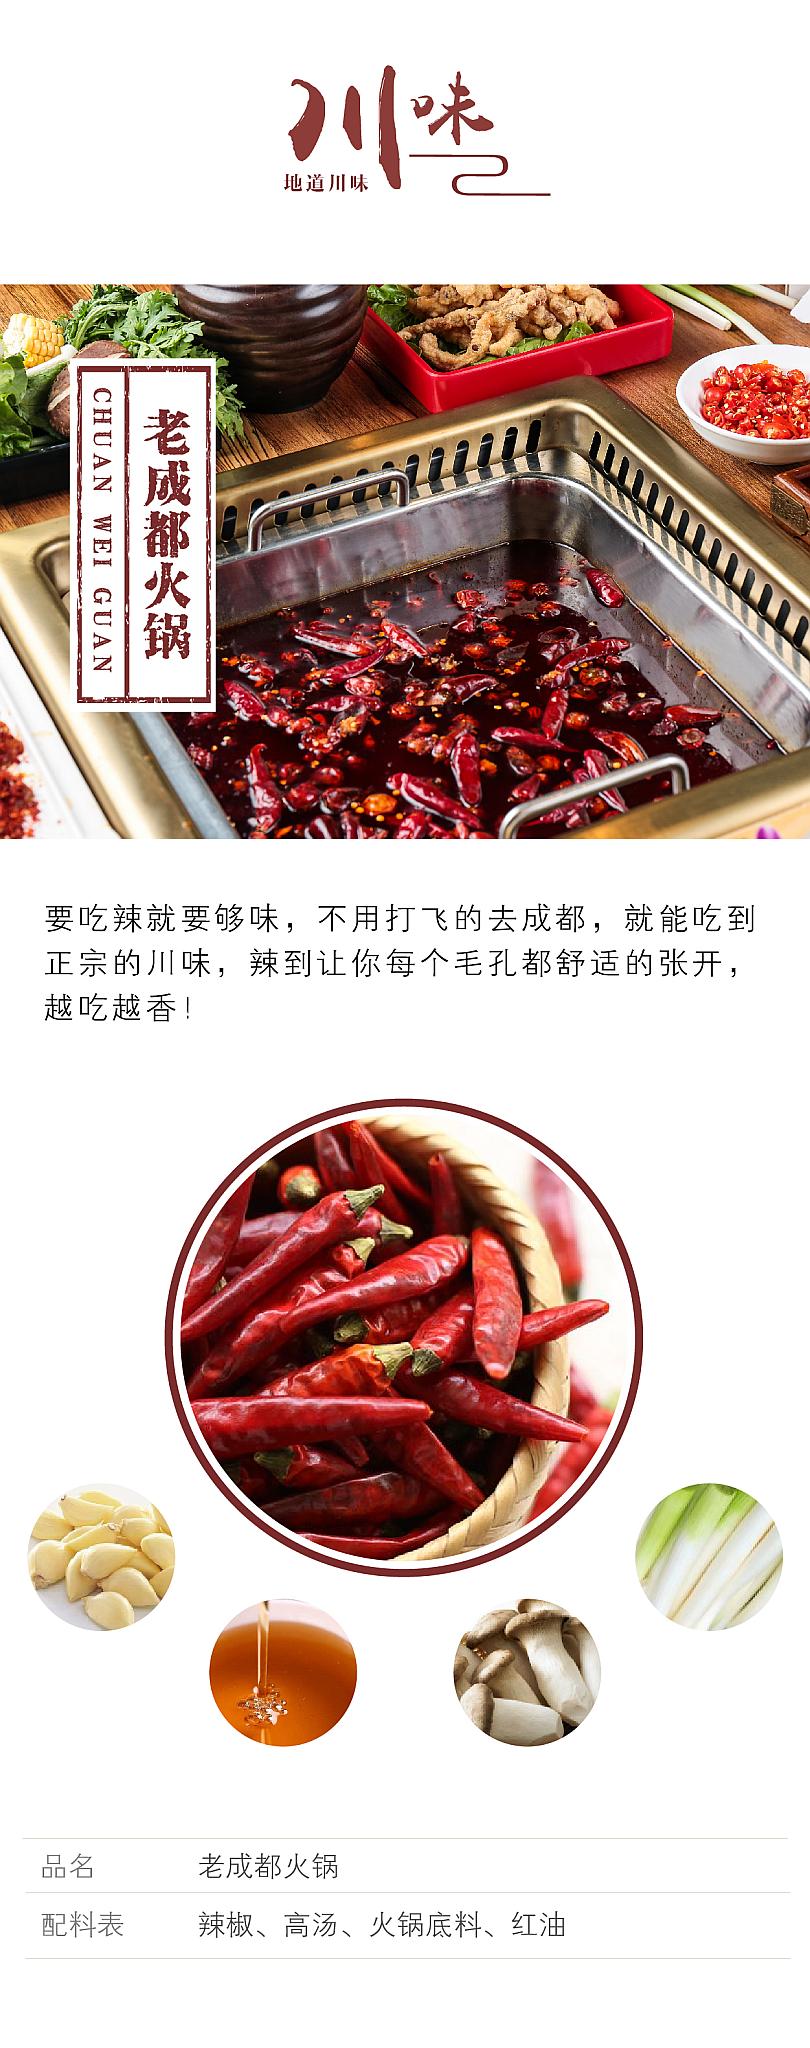 川味
地道川味
老成都火锅
CHUAN WEI GUAN
要吃辣就要够味，不用打飞的去成都，就能吃到
正宗的川味，辣到让你每个毛孔都舒适的张开，
越吃越香！
品名 老成都火锅
配料表 辣椒、高汤、火锅底料、红油